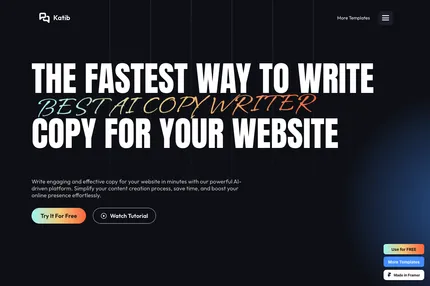 Katib
More Templates
THE FASTEST WAY TO WRITE
BEST AI COPY WRITER
COPY FOR YOUR WEBSITE
Write engaging and effective copy for your website in minutes with our powerful AI-
driven platform. Simplify your content creation process, save time, and boost your
online presence effortlessly.
Try It For Free
Watch Tutorial
Use for FREE
More Templates
Made in Framer